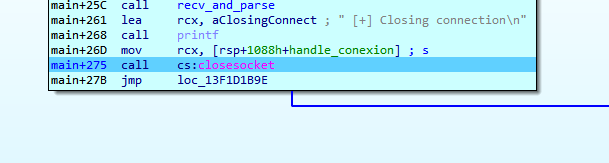 main+25C call recv_and_parse
main+261 lea rcx, aClosingConnect ; " [+] Closing connection\n"
main+268 call printf
main+26D mov rcx, [rsp+1088h+handle_conexion] ; s
main+275 call cs:closesocket
main+27B jmp loc_13F1D1B9E